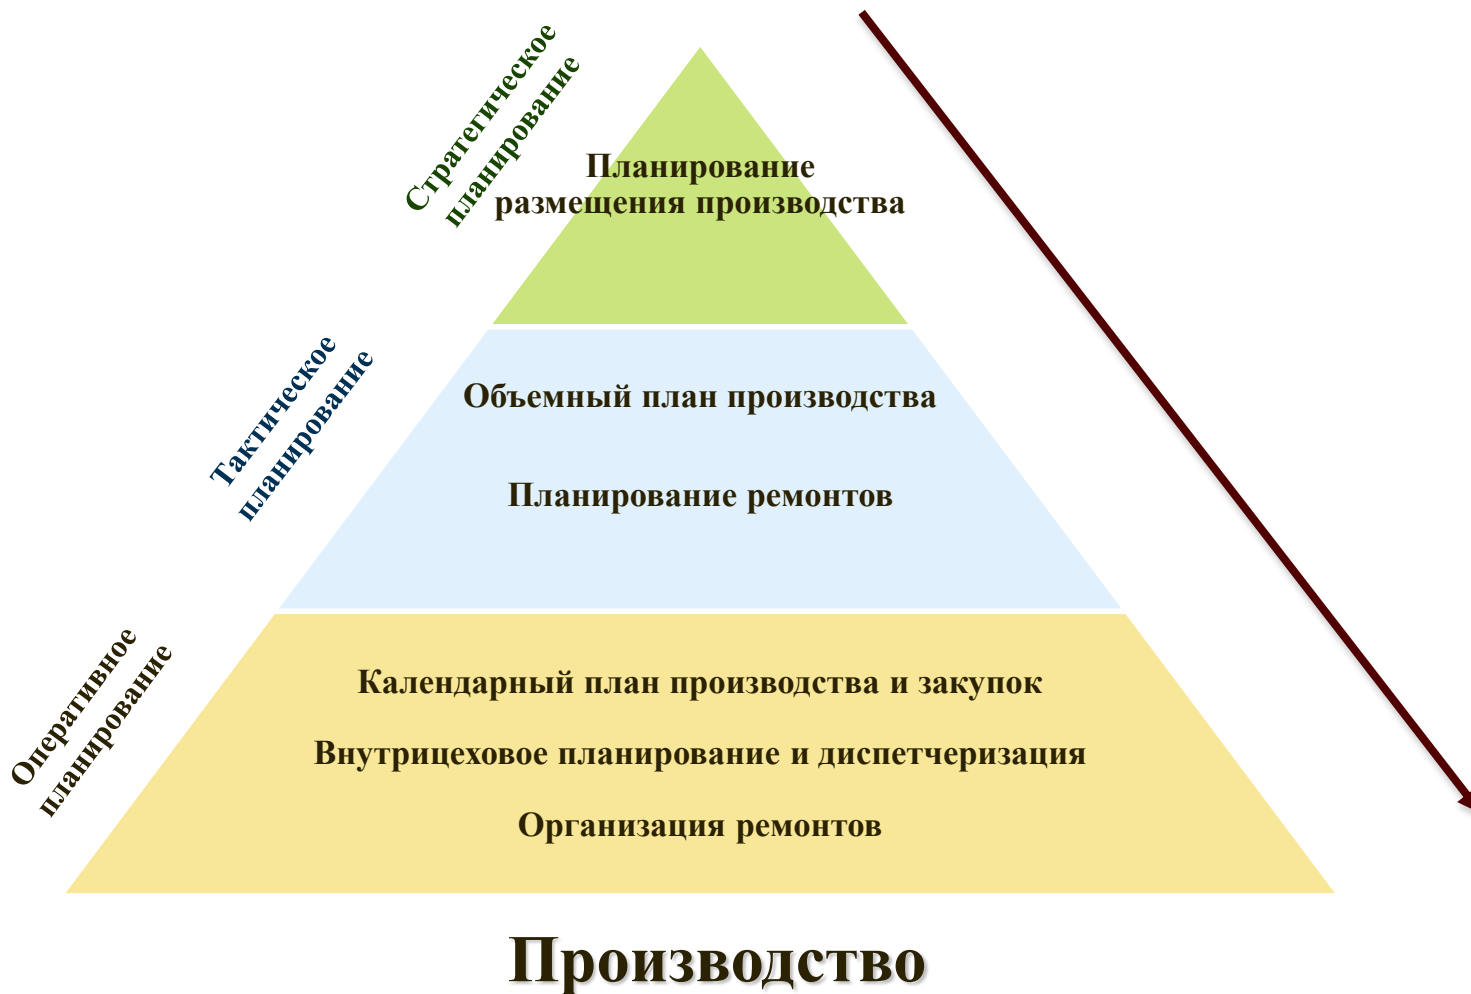 Стратегическое
планирование
Планирование
размещения производства
Тактическое
планирование
Объемный план производства
Планирование ремонтов
Оперативное
планирование
Календарный план производства и закупок
Внутрицеховое планирование и диспетчеризация
Организация ремонтов
Производство